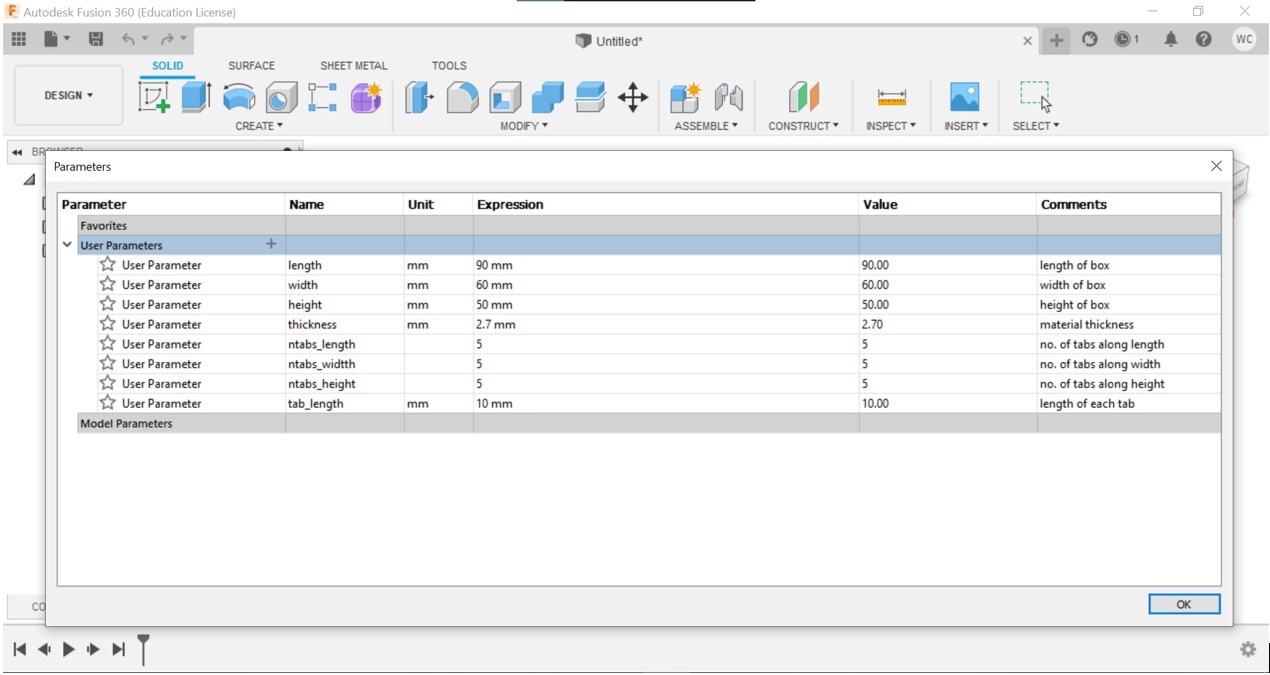 Autodesk Fusion 360 (Education License)
Untitled*
1
WC
DESIGN
SOLID SURFACE SHEET METAL TOOLS
CREATE MODIFY ASSEMBLE CONSTRUCT INSPECT INSERT SELECT
Parameters
Parameter Name Unit Expression Value Comments
Favorites
User Parameters
User Parameter length mm 90 mm 90.00 length of box
User Parameter width mm 60 mm 60.00 width of box
User Parameter height mm 50 mm 50.00 height of box
User Parameter thickness mm 2.7 mm 2.70 material thickness
User Parameter ntabs_length 5 5 no. of tabs along length
User Parameter ntabs_widtth 5 5 no. of tabs along width
User Parameter ntabs_height 5 5 no. of tabs along height
User Parameter tab_length mm 10 mm 10.00 length of each tab
Model Parameters
OK
CO